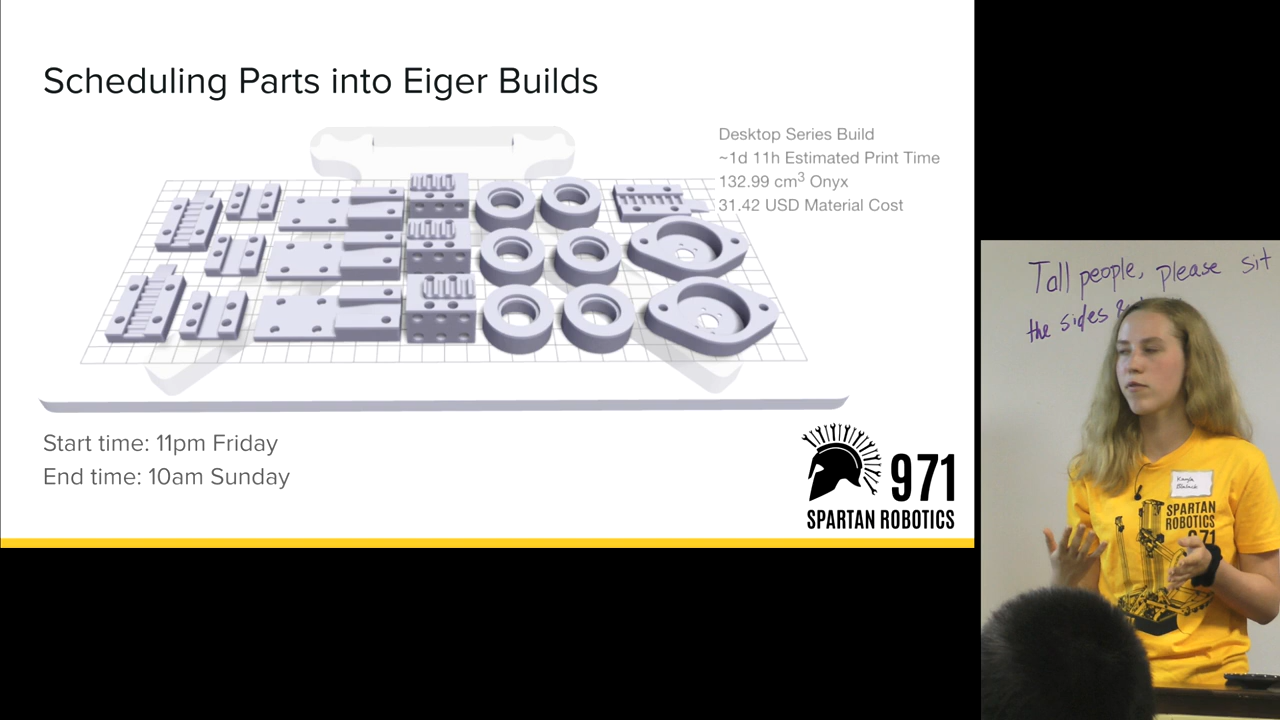 Scheduling Parts into Eiger Builds
Desktop Series Build
~1d 11h Estimated Print Time
132.99 cm³ Onyx
31.42 USD Material Cost
Start time: 11pm Friday
End time: 10am Sunday
971
SPARTAN ROBOTICS
Tall people, please sit
the sides &
Kayla
SPARTAN
ROBOTICS
971